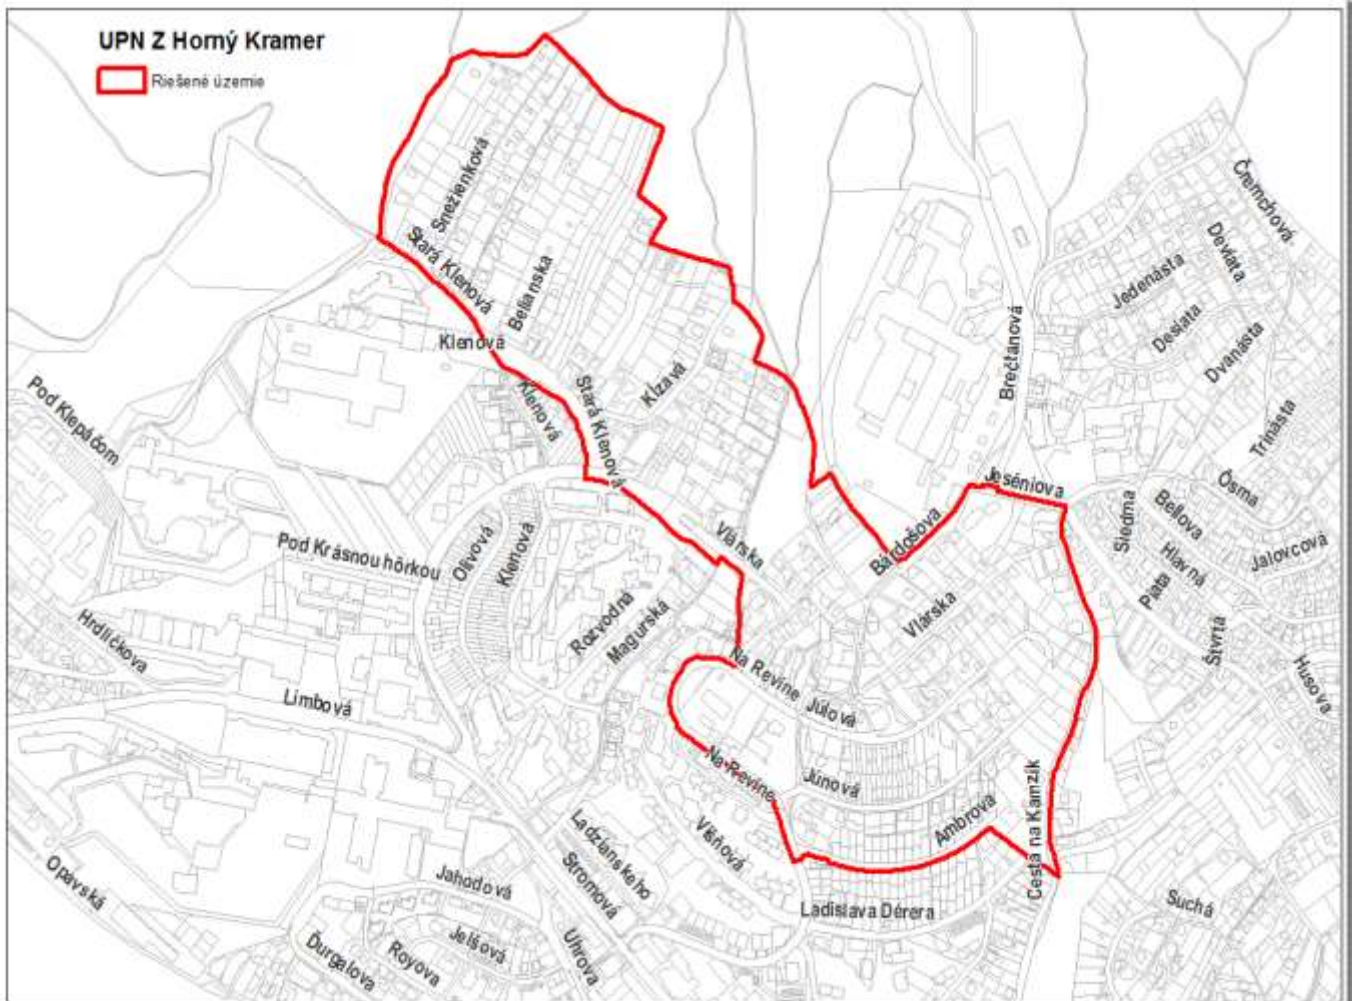 UPN Z Horný Kramer
Riešené územie
Čremchová
Snežienková
Deviata
Stará Klenová
Jedenásta
Belianska
Desiata
Klenová
Brečtanová
Dvanásta
Kĺzavá
Pod Klepáčom
Klenová
Stará Klenová
Trinásta
Jeséniova
Ôsma
Siedma
Bellova
Bárdošova
Vlárska
Hlavná
Jalovcová
Pod Krásnou hôrkou
Olivová
Klenová
Piata
Rozvodná
Magurská
Vlárska
Štvrtá
Hrdličkova
Na Revíne
Husova
Limbová
Júlová
Na Revíne
Júnová
Ambrova
Cesta na Kamzík
Višňová
Ladzianskeho
Stromová
Opavská
Jahodová
Suchá
Ladislava Dérera
Jelšová
Royova
Ďurgalova
Uhrova